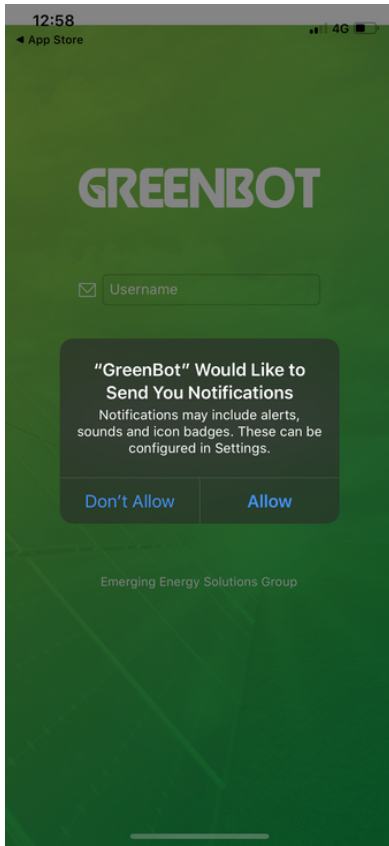 12:58
4G
◀ App Store
GREENBOT
Username
“GreenBot” Would Like to
Send You Notifications
Notifications may include alerts,
sounds and icon badges. These can be
configured in Settings.
Don’t Allow
Allow
Emerging Energy Solutions Group